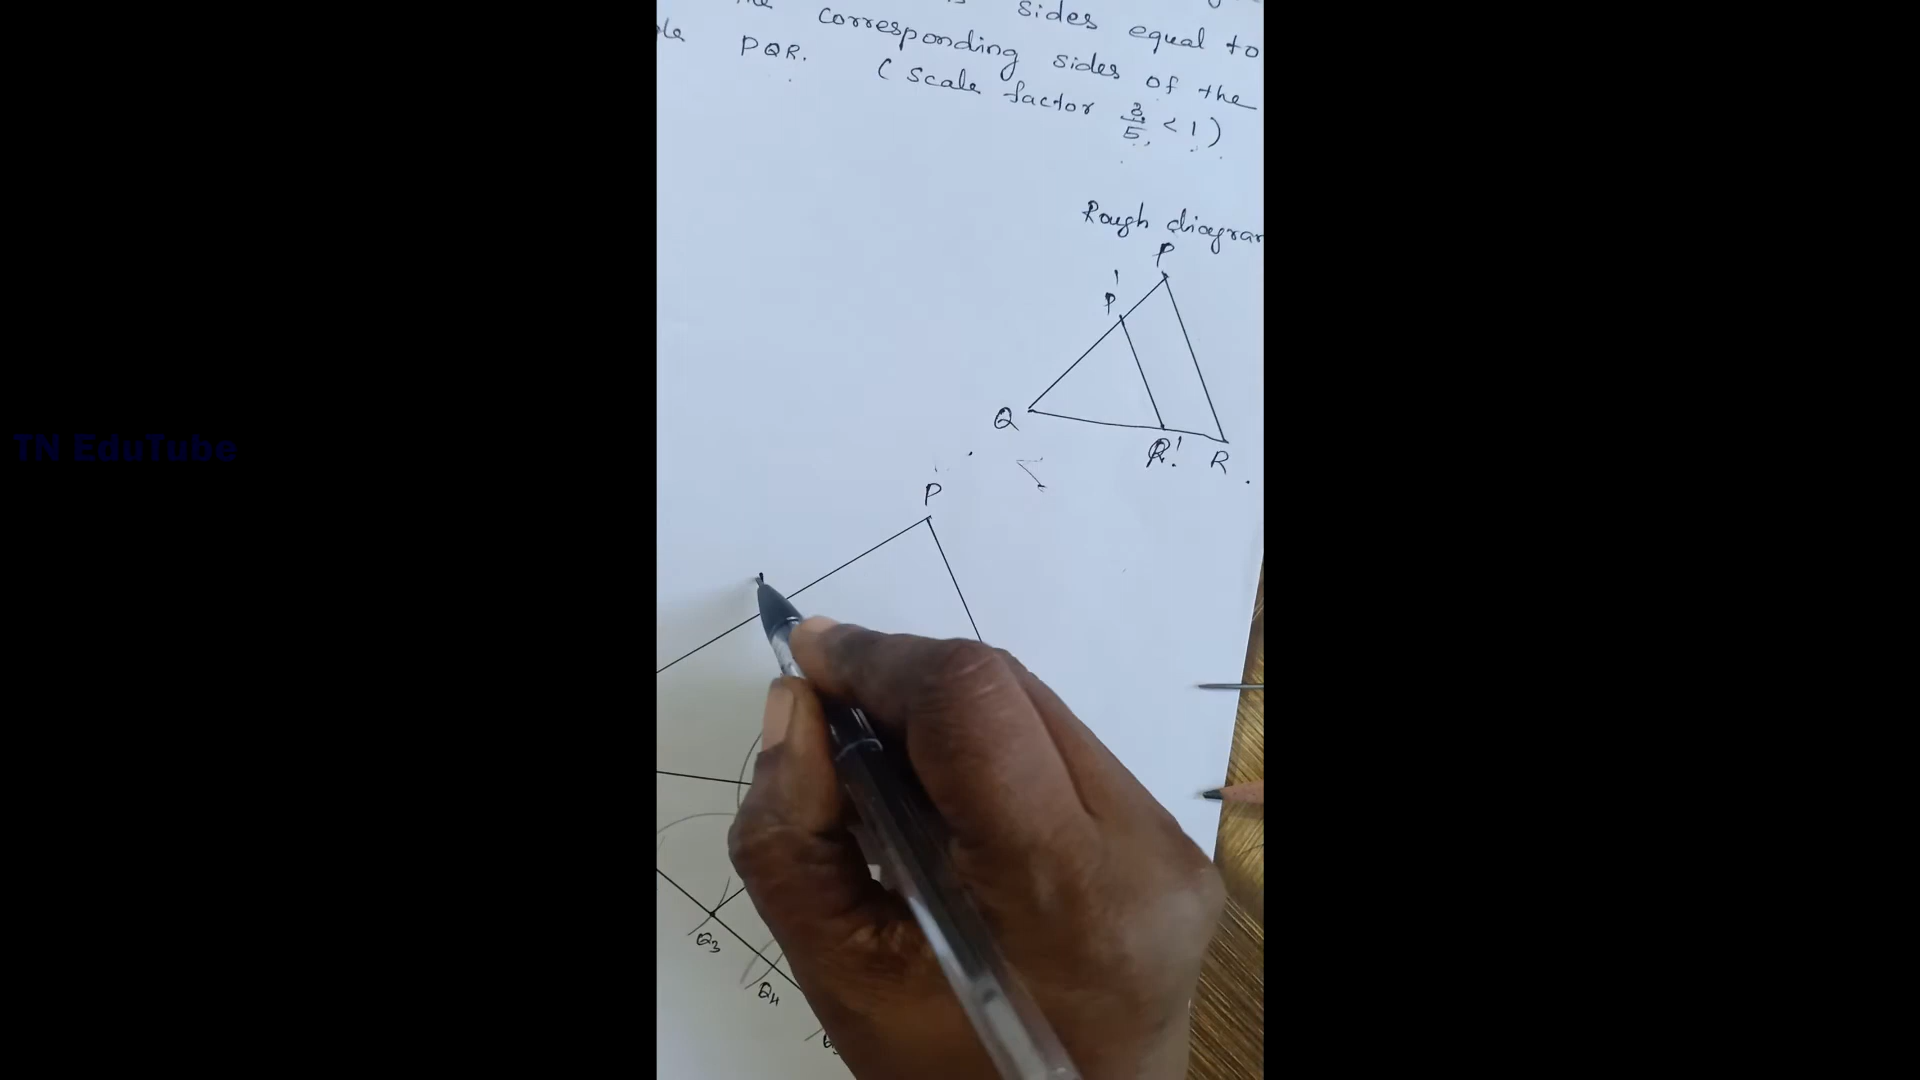 sides equal to
the corresponding sides of the
PQR. (scale factor 3/5 < 1)
Rough diagram
P
P'
Q
R' R
P
TN EduTube
Q3
Q4